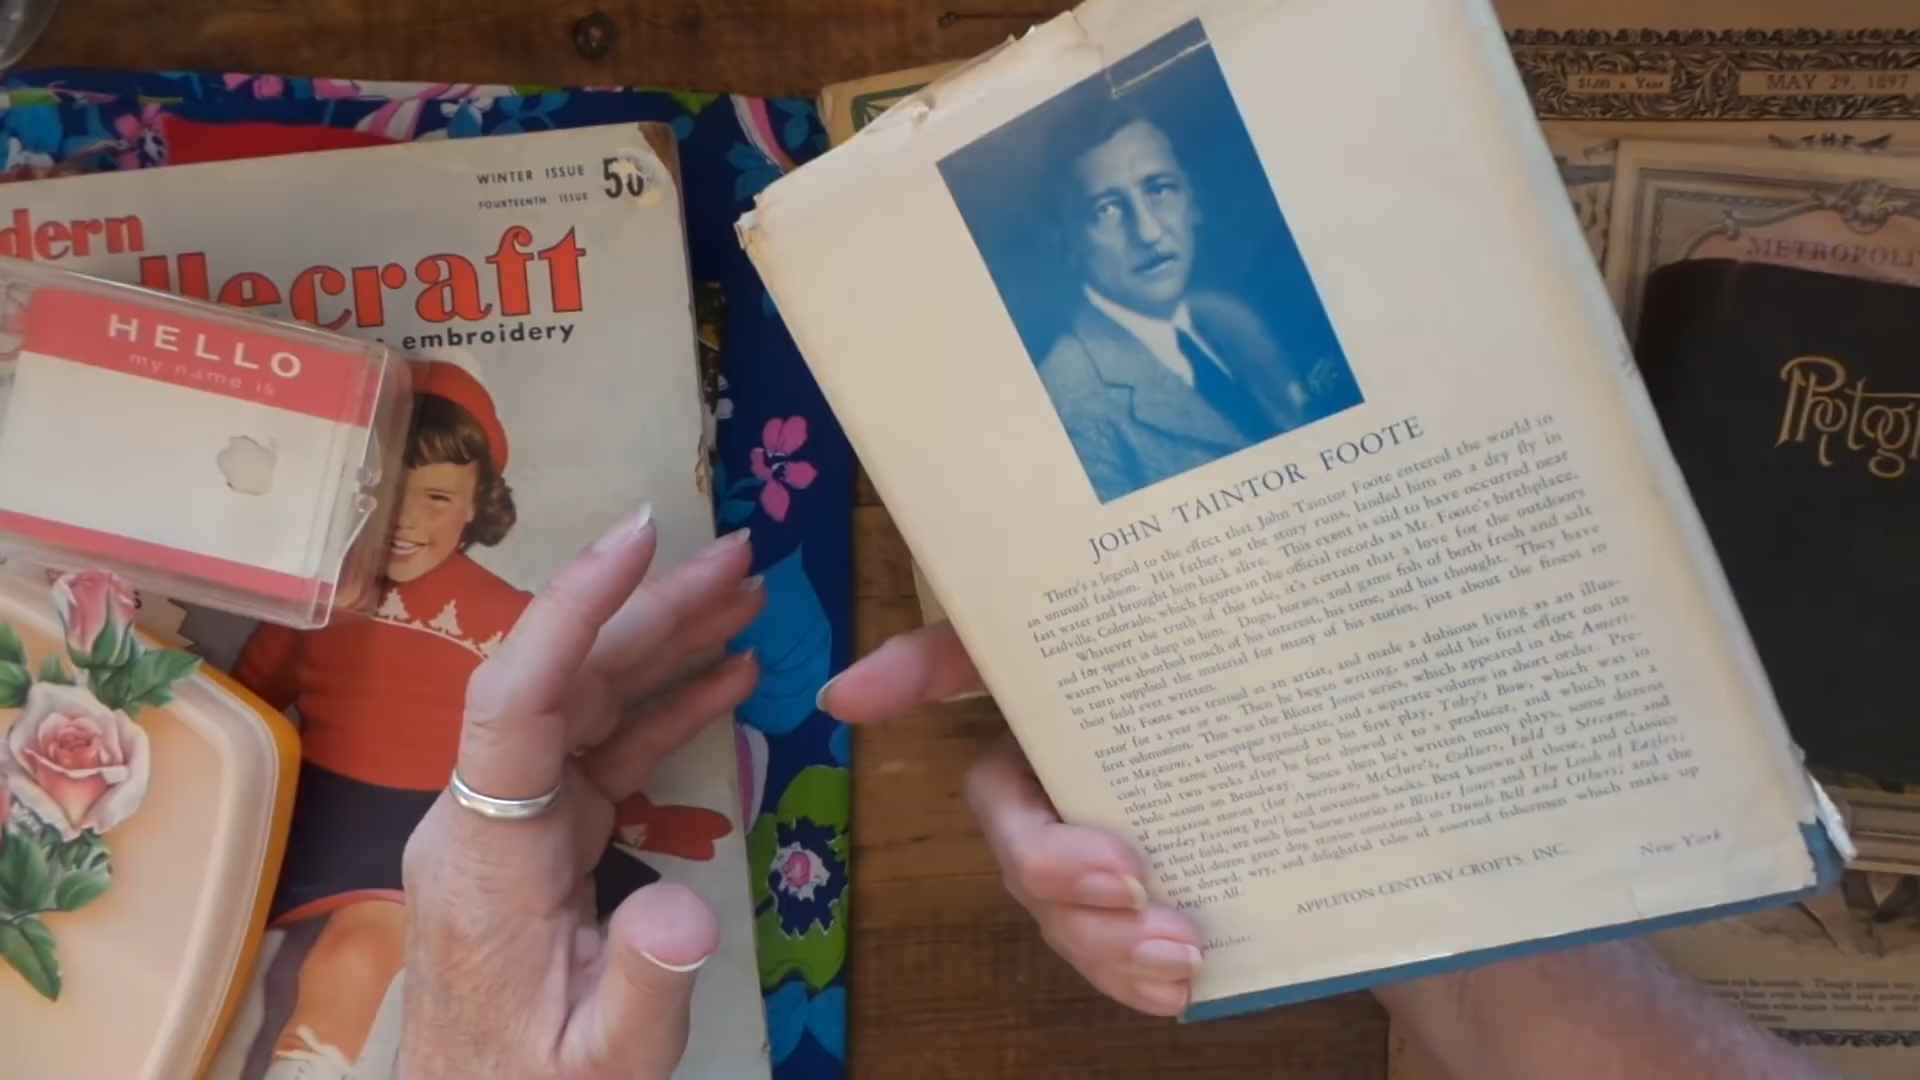 WINTER ISSUE 50
FOURTEENTH ISSUE
dern
llecraft
embroidery
HELLO
my name is
JOHN TAINTOR FOOTE
There's a legend to the effect that John Taintor Foote entered the world in
an unusual fashion. His father, so the story runs, landed him on a dry fly in
fast water and brought him back alive. This event is said to have occurred near
Leadville, Colorado, which figures in the official records as Mr. Foote's birthplace.
Whatever the truth of this tale, it's certain that a love for the outdoors
and for sports is deep in him. Dogs, horses, and game fish of both fresh and salt
waters have absorbed much of his interest, his time, and his thought. They have
in turn supplied the material for many of his stories, just about the finest in
their field ever written.
Mr. Foote was trained as an artist, and made a dubious living as an illus-
trator for a year or so. Then he began writing, and sold his first effort on its
first submission. This was the Blister Jones series, which appeared in the Ameri-
can Magazine, a newspaper syndicate, and a separate volume in short order. Pre-
cisely the same thing happened to his first play, Toby's Bow, which was in
rehearsal two weeks after he first showed it to a producer, and which ran a
whole season on Broadway. Since then he's written many plays, some dozens
of magazine stories (for American, McClure's, Colliers, Field & Stream, and
Saturday Evening Post) and seventeen books. Best known of these, and classics
in their field, are such fine horse stories as Blister Jones and The Look of Eagles;
the half-dozen great dog stories contained in Dumb-Bell and Others; and the
nine shrewd, wry, and delightful tales of assorted fishermen which make up
Anglers All.
APPLETON-CENTURY-CROFTS, INC.
New York
$1.00 a Year
MAY 29, 1897
THE
METROPOLI
Photog